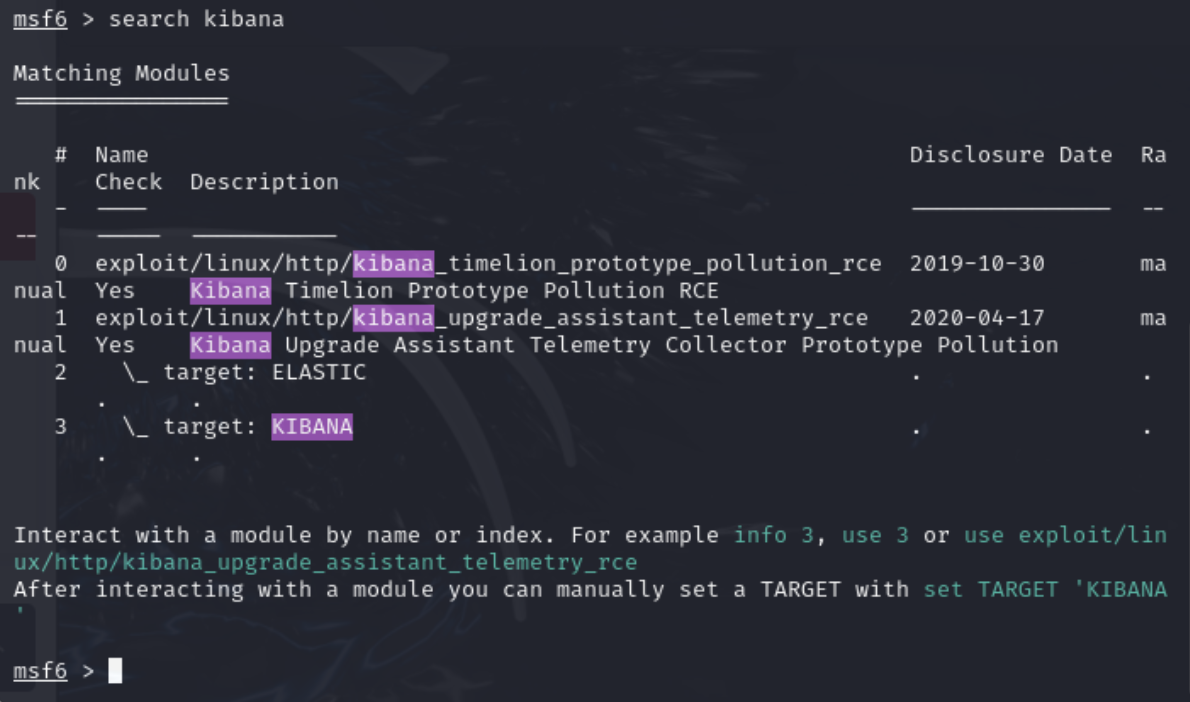 msf6 > search kibana
Matching Modules
================
# Name Disclosure Date Ra
nk Check Description
- ---- --------------- --
-- ----- -----------
0 exploit/linux/http/kibana_timelion_prototype_pollution_rce 2019-10-30 ma
nual Yes Kibana Timelion Prototype Pollution RCE
1 exploit/linux/http/kibana_upgrade_assistant_telemetry_rce 2020-04-17 ma
nual Yes Kibana Upgrade Assistant Telemetry Collector Prototype Pollution
2 \_ target: ELASTIC . .
. .
3 \_ target: KIBANA . .
. .
Interact with a module by name or index. For example info 3, use 3 or use exploit/lin
ux/http/kibana_upgrade_assistant_telemetry_rce
After interacting with a module you can manually set a TARGET with set TARGET 'KIBANA
'
msf6 >